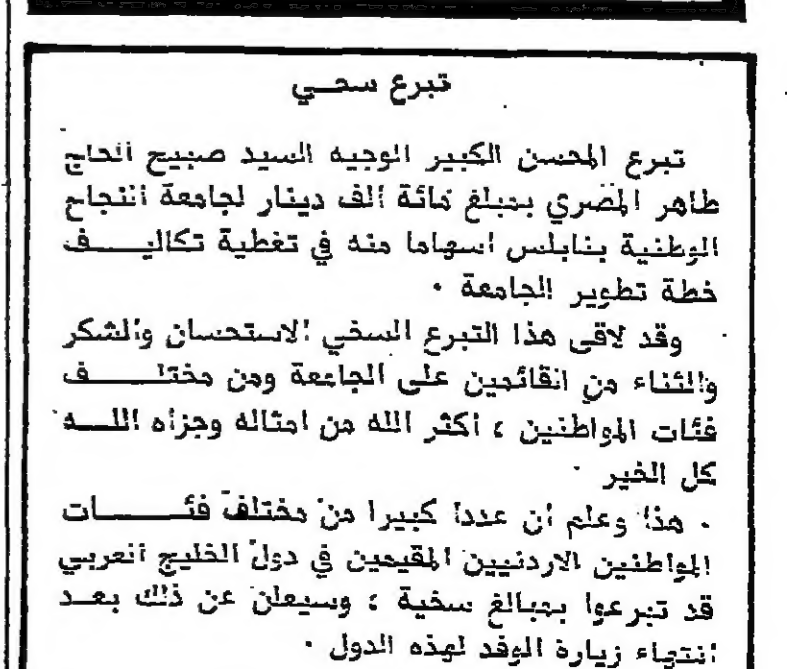 تبرع سخي
تبرع المحسن الكبير الوجيه السيد صبيح الحاج
طاهر المصري بمبلغ مائة الف دينار لجامعة النجاح
الوطنية بنابلس اسهاما منه في تغطية تكاليف
خطة تطوير الجامعة .
وقد لاقى هذا التبرع السخي الاستحسان والشكر
والثناء من القائمين على الجامعة ومن مختلف
فئات المواطنين ، اكثر الله من امثاله وجزاه الله
كل الخير .
هذا وعلم ان عددا كبيرا من مختلف فئات
المواطنين الاردنيين المقيمين في دول الخليج العربي
قد تبرعوا بمبالغ سخية ، وسيعلن عن ذلك بعد
انتهاء زيارة الوفد لهذه الدول .